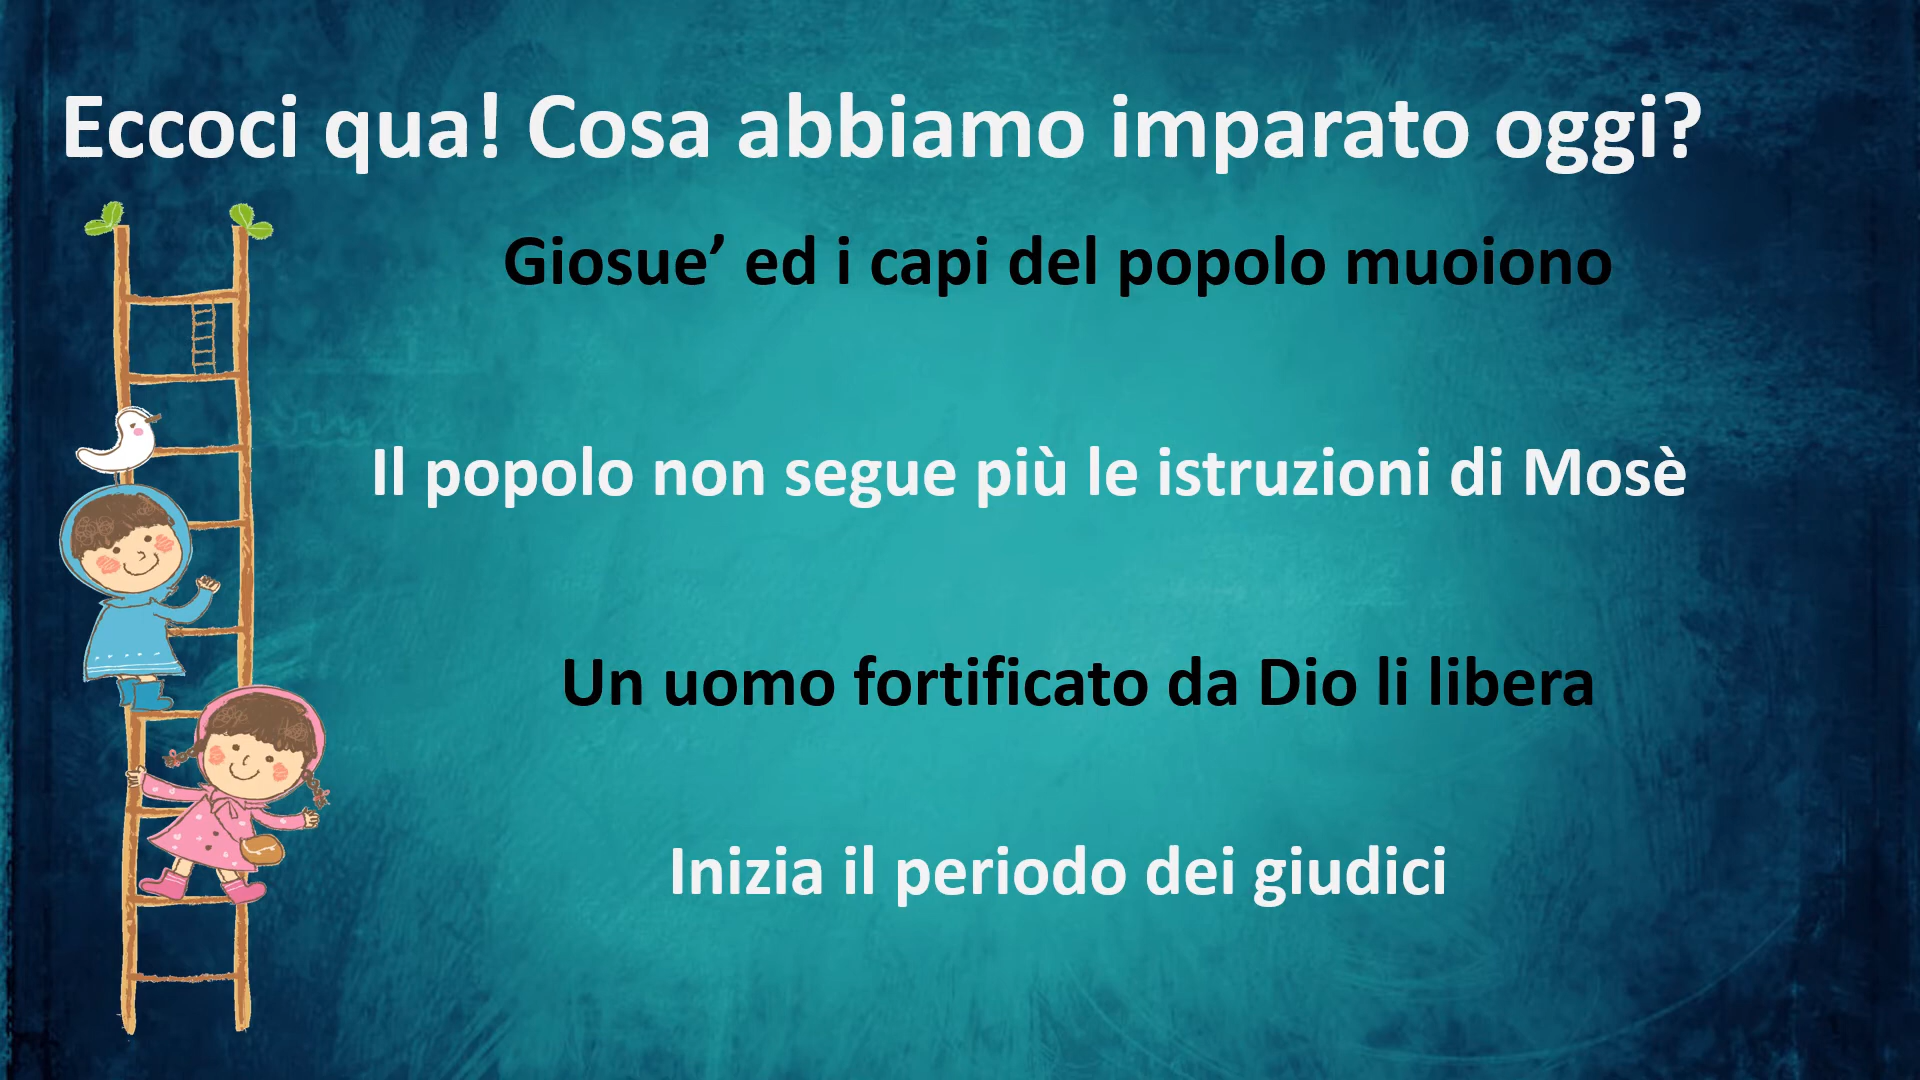 Eccoci qua! Cosa abbiamo imparato oggi?
Giosue’ ed i capi del popolo muoiono
Il popolo non segue più le istruzioni di Mosè
Un uomo fortificato da Dio li libera
Inizia il periodo dei giudici